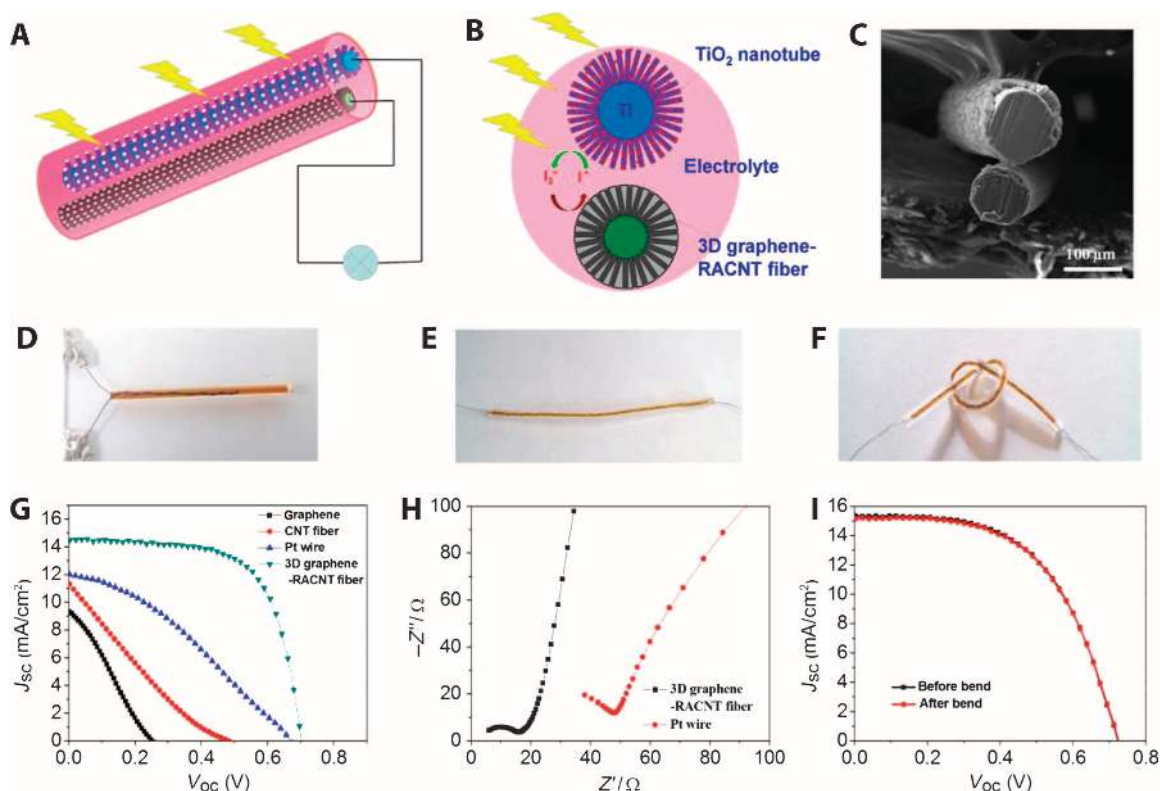 A
B
TiO₂ nanotube
Ti
Electrolyte
I₃⁻ I⁻
3D graphene-
RACNT fiber
C
100 µm
D
E
F
G
16
14
12
10
8
6
4
2
0
J_SC (mA/cm²)
Graphene
CNT fiber
Pt wire
3D graphene
-RACNT fiber
0.0 0.2 0.4 0.6 0.8
V_OC (V)
H
100
80
60
40
20
0
−Z″/Ω
3D graphene
-RACNT fiber
Pt wire
0 20 40 60 80 100
Z′/Ω
I
16
14
12
10
8
6
4
2
0
J_SC (mA/cm²)
Before bend
After bend
0.0 0.2 0.4 0.6 0.8
V_OC (V)